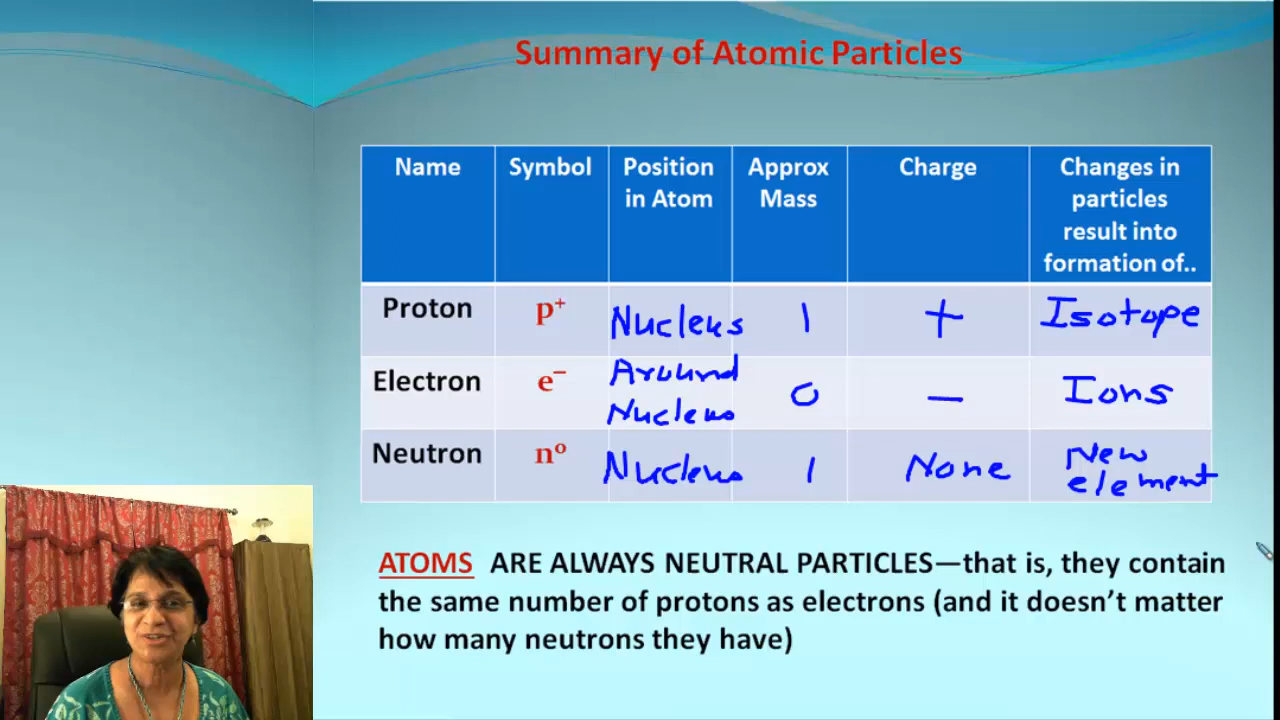 Summary of Atomic Particles
Name Symbol Position in Atom Approx Mass Charge Changes in particles result into formation of..
Proton p⁺ Nucleus 1 + Isotope
Electron e⁻ Around Nucleus 0 − Ions
Neutron n⁰ Nucleus 1 None New element
ATOMS ARE ALWAYS NEUTRAL PARTICLES—that is, they contain
the same number of protons as electrons (and it doesn't matter
how many neutrons they have)